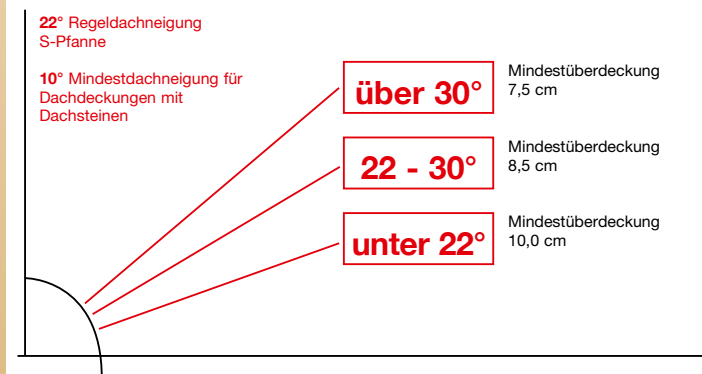 22° Regeldachneigung
S-Pfanne
10° Mindestdachneigung für
Dachdeckungen mit
Dachsteinen
über 30°
Mindestüberdeckung
7,5 cm
22 - 30°
Mindestüberdeckung
8,5 cm
unter 22°
Mindestüberdeckung
10,0 cm